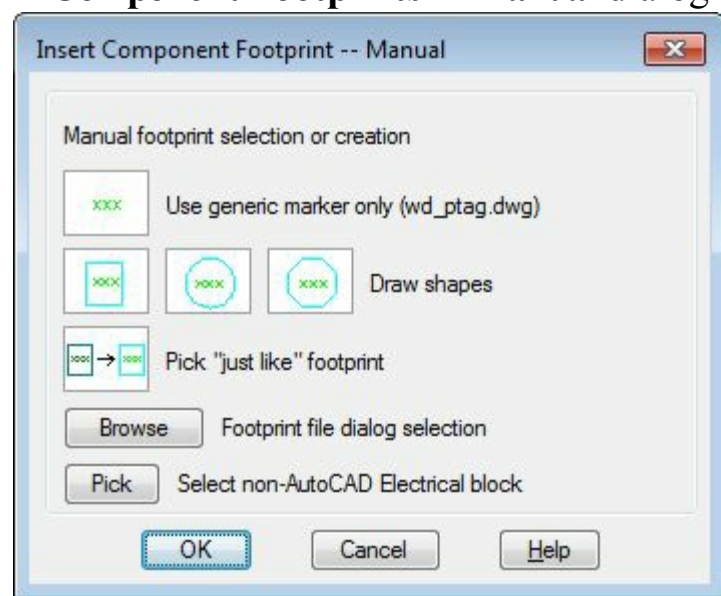 Insert Component Footprint -- Manual
Manual footprint selection or creation
xxx Use generic marker only (wd_ptag.dwg)
xxx xxx xxx Draw shapes
xxx → xxx Pick "just like" footprint
Browse Footprint file dialog selection
Pick Select non-AutoCAD Electrical block
OK Cancel Help